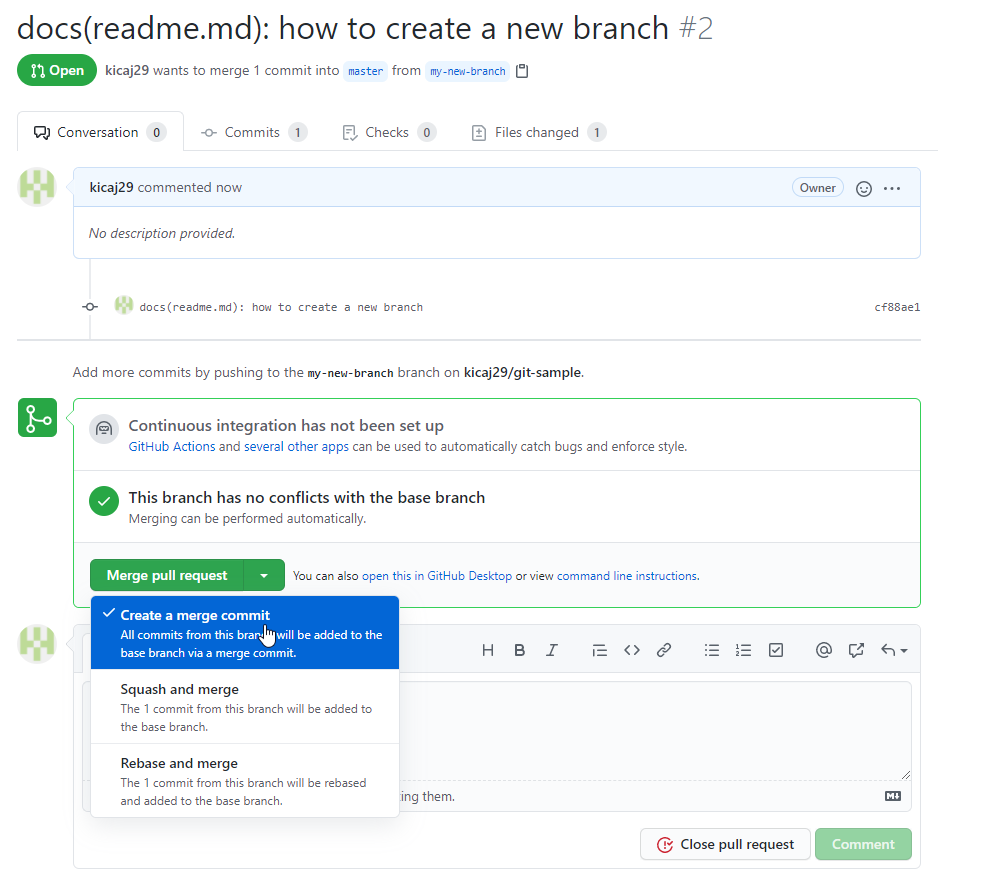 docs(readme.md): how to create a new branch #2
Open kicaj29 wants to merge 1 commit into master from my-new-branch
Conversation 0 Commits 1 Checks 0 Files changed 1
kicaj29 commented now Owner
No description provided.
docs(readme.md): how to create a new branch cf88ae1
Add more commits by pushing to the my-new-branch branch on kicaj29/git-sample.
Continuous integration has not been set up
GitHub Actions and several other apps can be used to automatically catch bugs and enforce style.
This branch has no conflicts with the base branch
Merging can be performed automatically.
Merge pull request You can also open this in GitHub Desktop or view command line instructions.
Create a merge commit
All commits from this branch will be added to the
base branch via a merge commit.
Squash and merge
The 1 commit from this branch will be added to
the base branch.
Rebase and merge
The 1 commit from this branch will be rebased
and added to the base branch.
them.
Close pull request Comment